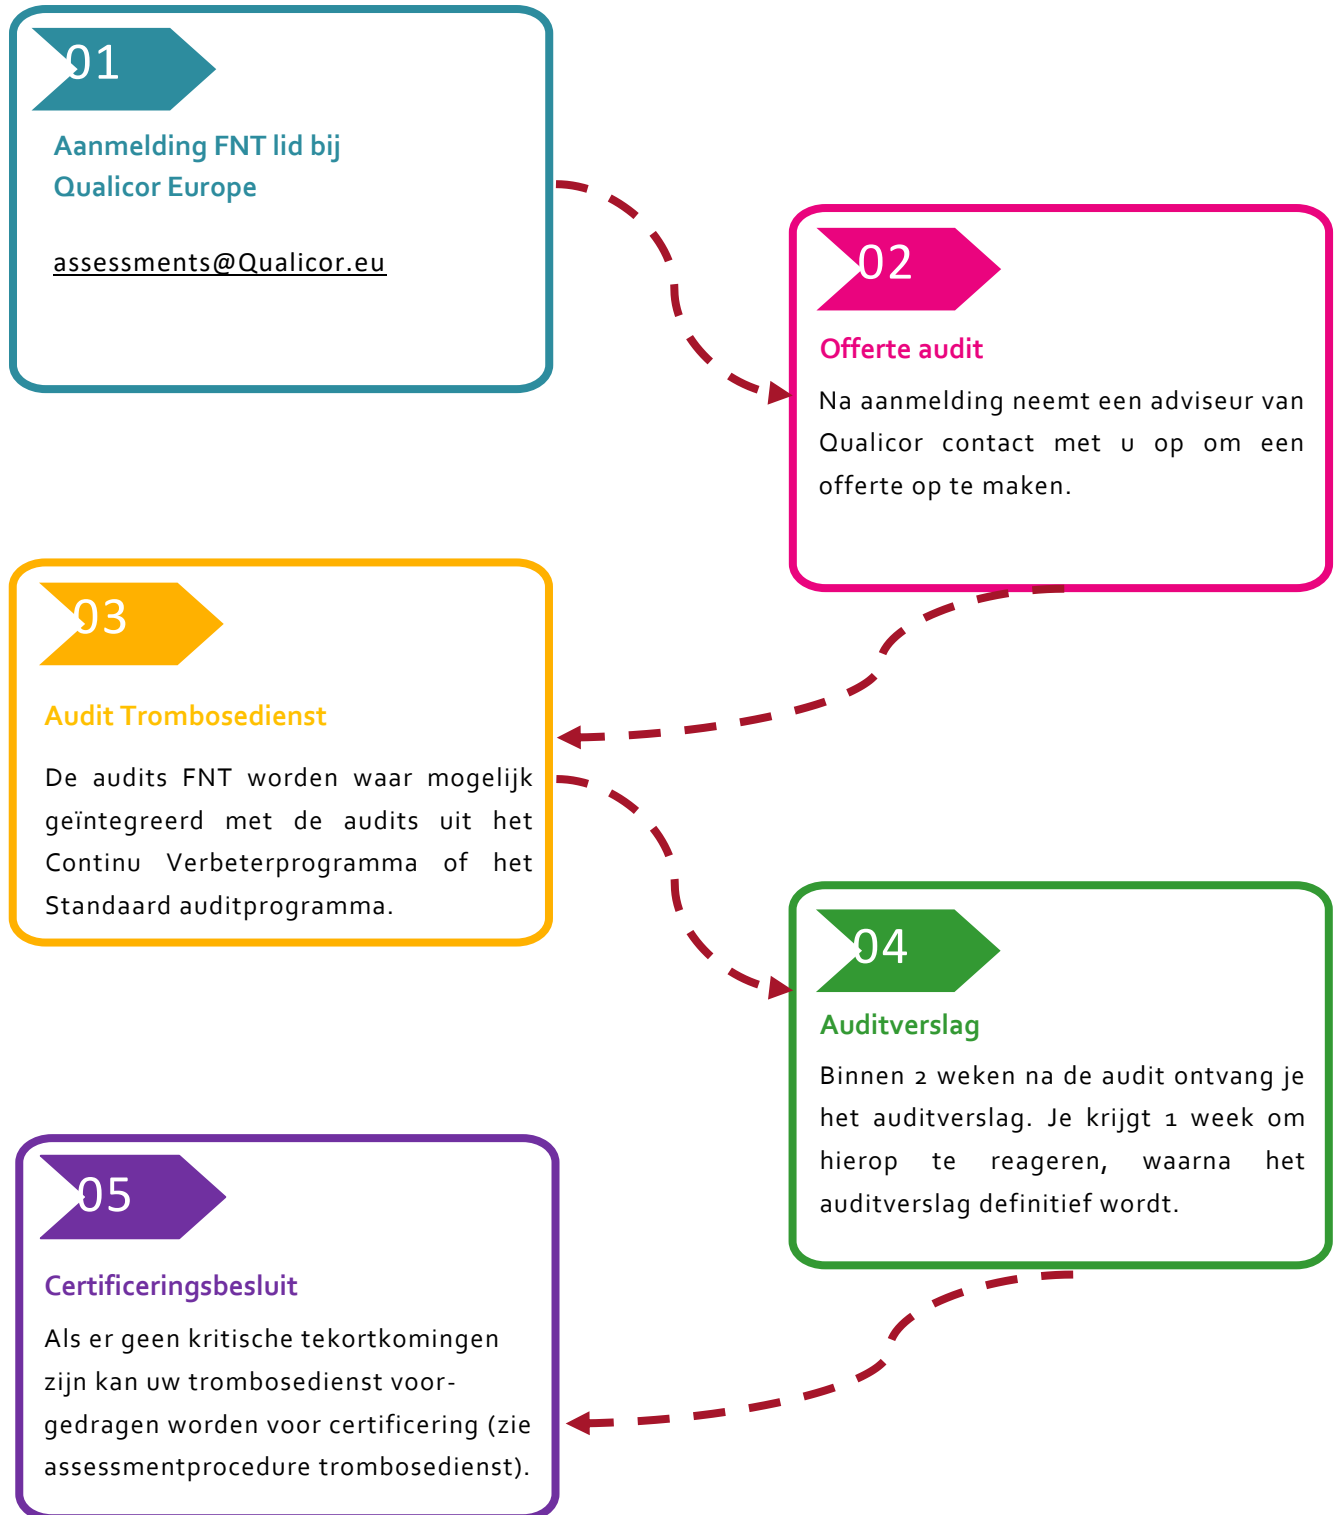 01
Aanmelding FNT lid bij
Qualicor Europe
assessments@Qualicor.eu
02
Offerte audit
Na aanmelding neemt een adviseur van
Qualicor contact met u op om een
offerte op te maken.
03
Audit Trombosedienst
De audits FNT worden waar mogelijk
geïntegreerd met de audits uit het
Continu Verbeterprogramma of het
Standaard auditprogramma.
04
Auditverslag
Binnen 2 weken na de audit ontvang je
het auditverslag. Je krijgt 1 week om
hierop te reageren, waarna het
auditverslag definitief wordt.
05
Certificeringsbesluit
Als er geen kritische tekortkomingen
zijn kan uw trombosedienst voor-
gedragen worden voor certificering (zie
assessmentprocedure trombosedienst).